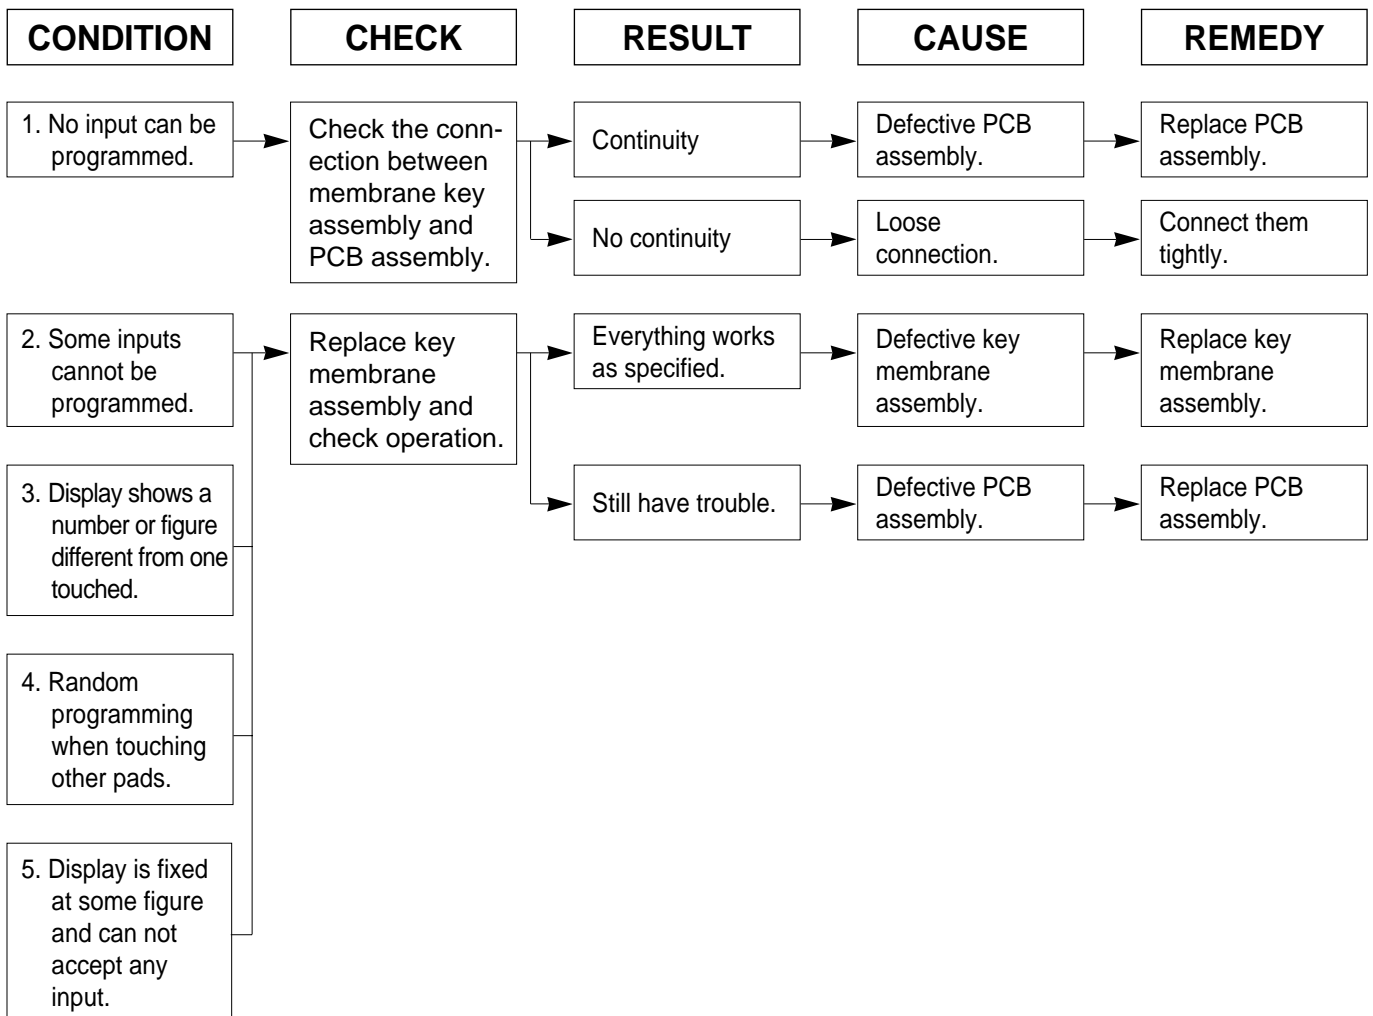 CONDITION
CHECK
RESULT
CAUSE
REMEDY
1. No input can be
programmed.
Check the conn-
ection between
membrane key
assembly and
PCB assembly.
Continuity
Defective PCB
assembly.
Replace PCB
assembly.
No continuity
Loose
connection.
Connect them
tightly.
2. Some inputs
cannot be
programmed.
Replace key
membrane
assembly and
check operation.
Everything works
as specified.
Defective key
membrane
assembly.
Replace key
membrane
assembly.
3. Display shows a
number or figure
different from one
touched.
Still have trouble.
Defective PCB
assembly.
Replace PCB
assembly.
4. Random
programming
when touching
other pads.
5. Display is fixed
at some figure
and can not
accept any
input.